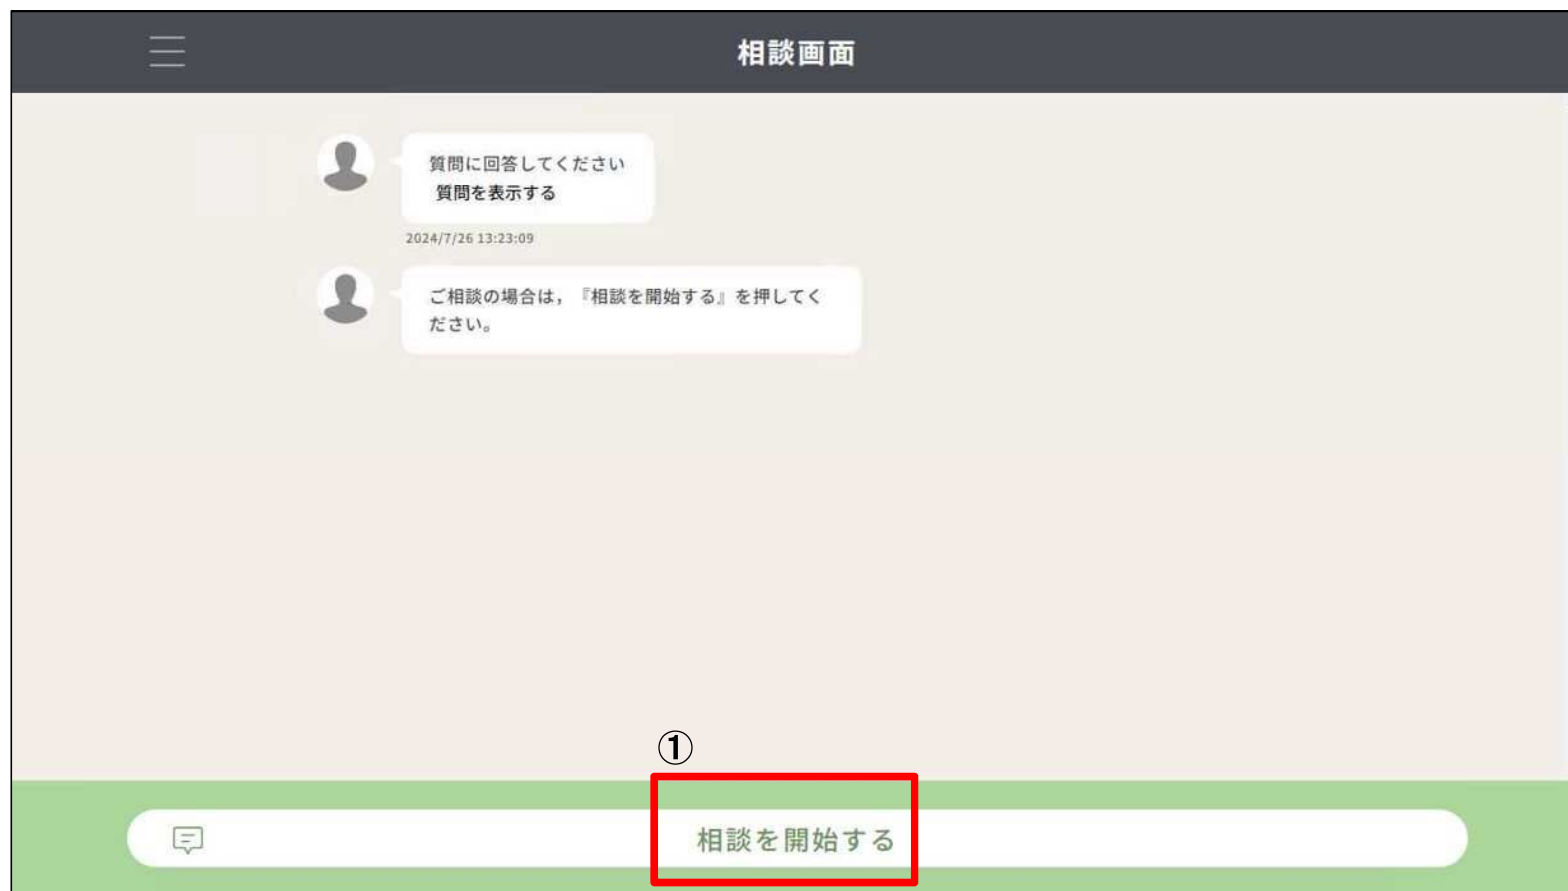 相談画面
質問に回答してください
質問を表示する
2024/7/26 13:23:09
ご相談の場合は，『相談を開始する』を押してく
ださい。
①
相談を開始する